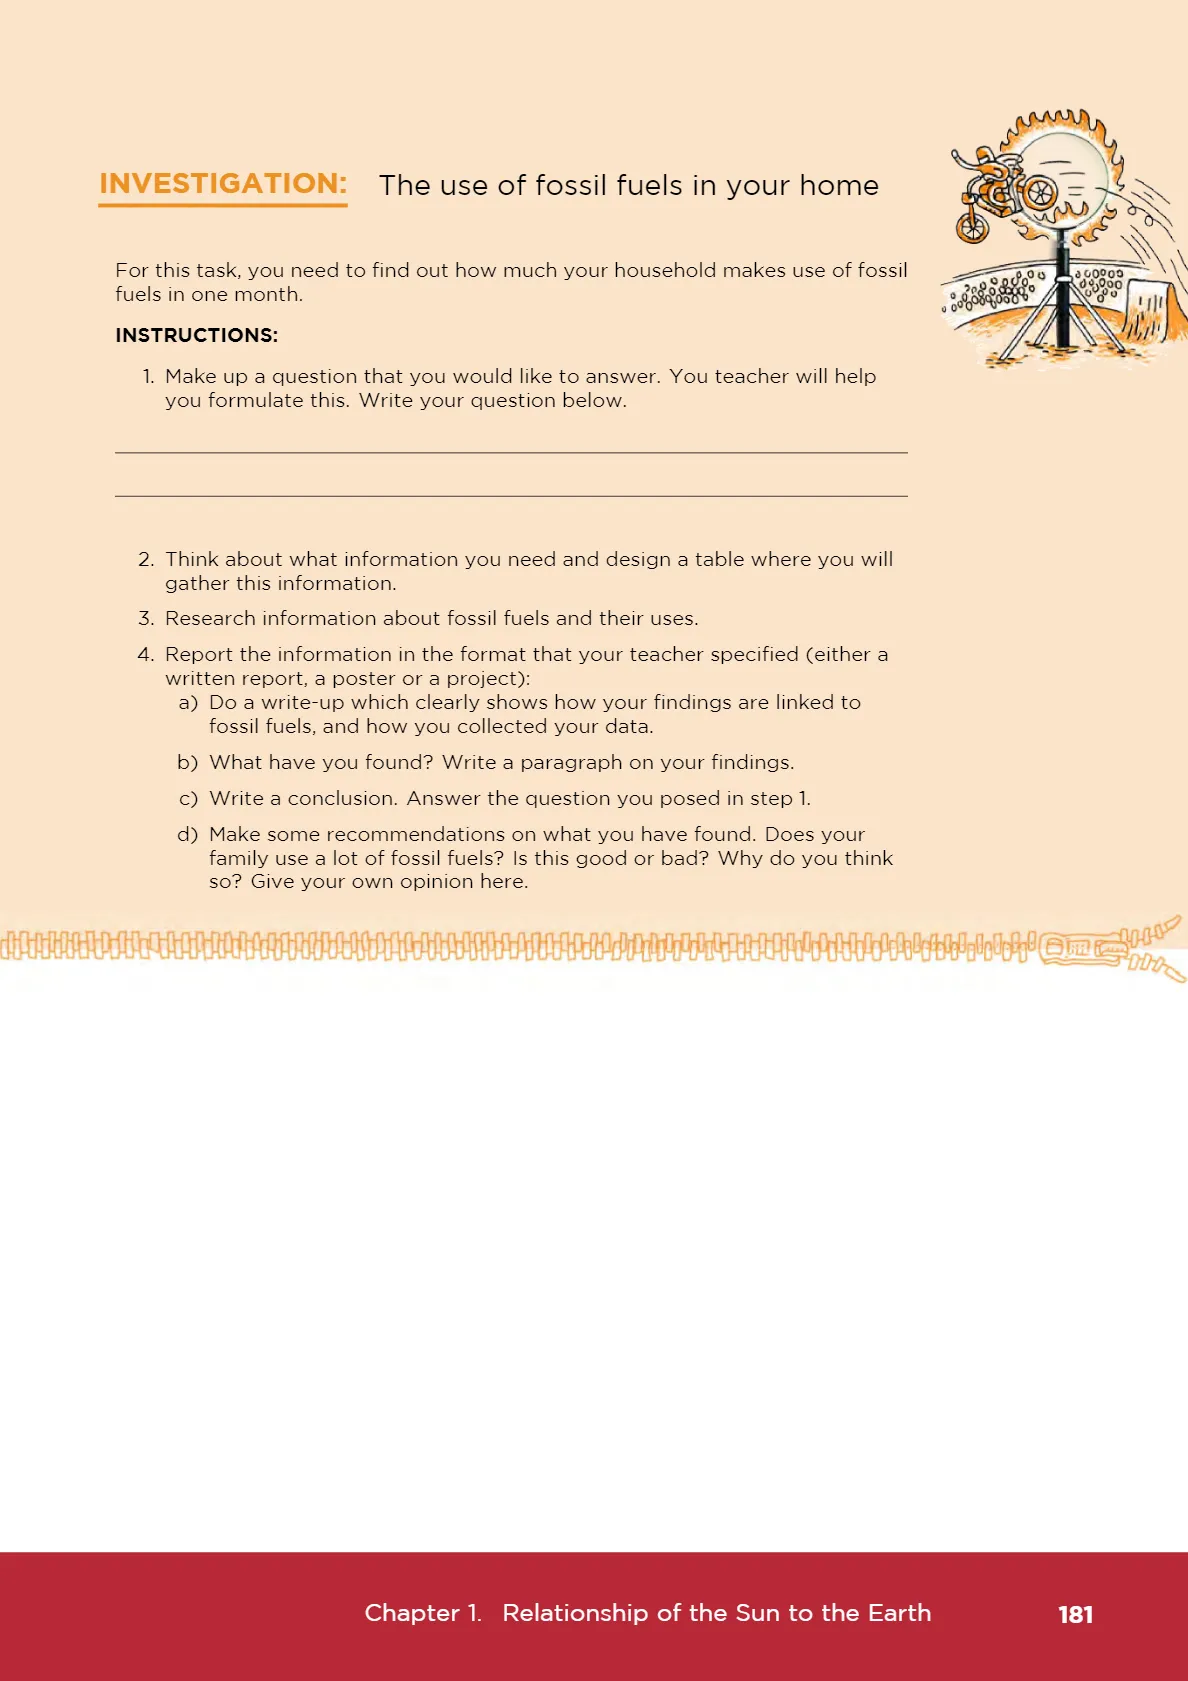 INVESTIGATION: The use of fossil fuels in your home
For this task, you need to find out how much your household makes use of fossil
fuels in one month.
INSTRUCTIONS:
1. Make up a question that you would like to answer. You teacher will help
you formulate this. Write your question below.
2. Think about what information you need and design a table where you will
gather this information.
3. Research information about fossil fuels and their uses.
4. Report the information in the format that your teacher specified (either a
written report, a poster or a project):
a) Do a write-up which clearly shows how your findings are linked to
fossil fuels, and how you collected your data.
b) What have you found? Write a paragraph on your findings.
c) Write a conclusion. Answer the question you posed in step 1.
d) Make some recommendations on what you have found. Does your
family use a lot of fossil fuels? Is this good or bad? Why do you think
so? Give your own opinion here.
Chapter 1. Relationship of the Sun to the Earth 181